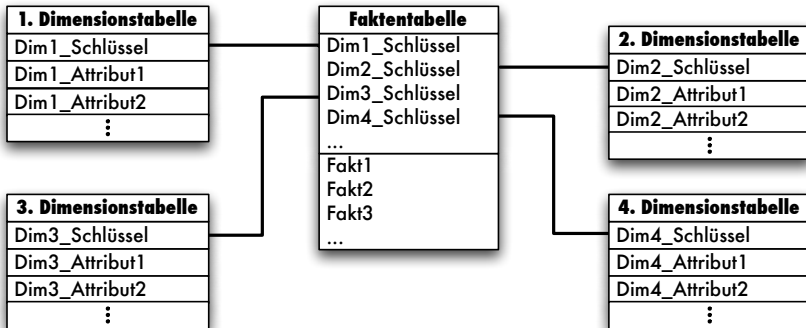 1. Dimensionstabelle
Dim1_Schlüssel
Dim1_Attribut1
Dim1_Attribut2
⋮
Faktentabelle
Dim1_Schlüssel
Dim2_Schlüssel
Dim3_Schlüssel
Dim4_Schlüssel
...
Fakt1
Fakt2
Fakt3
...
2. Dimensionstabelle
Dim2_Schlüssel
Dim2_Attribut1
Dim2_Attribut2
⋮
3. Dimensionstabelle
Dim3_Schlüssel
Dim3_Attribut1
Dim3_Attribut2
⋮
4. Dimensionstabelle
Dim4_Schlüssel
Dim4_Attribut1
Dim4_Attribut2
⋮